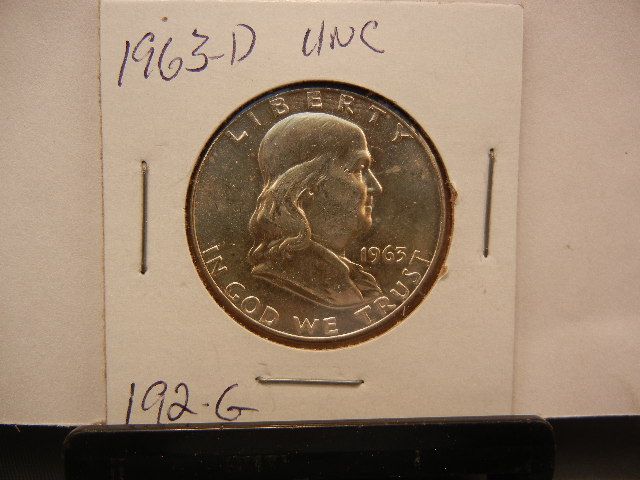 1963-D UNC
LIBERTY
1963
IN GOD WE TRUST
192-G